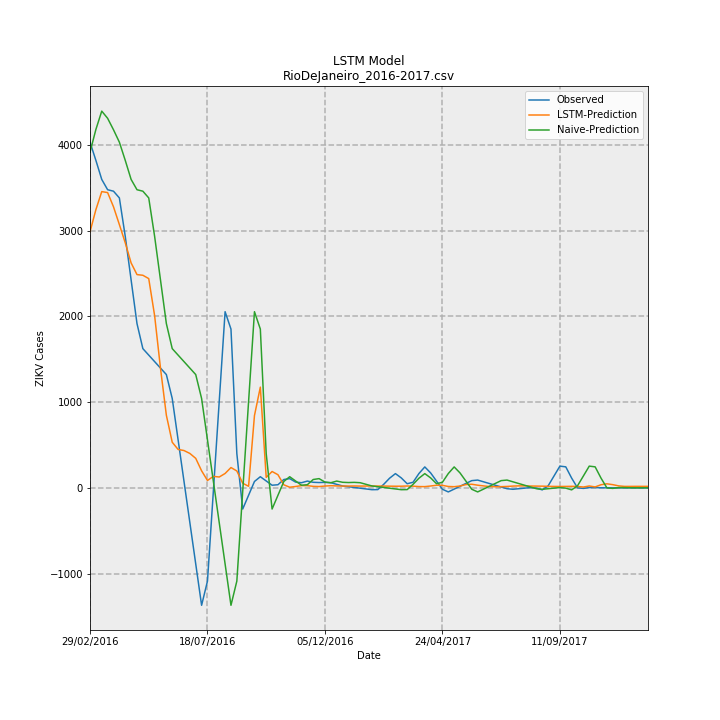 LSTM Model
RioDeJaneiro_2016-2017.csv
Observed
LSTM-Prediction
Naive-Prediction
4000
3000
2000
1000
0
−1000
ZIKV Cases
29/02/2016 18/07/2016 05/12/2016 24/04/2017 11/09/2017
Date